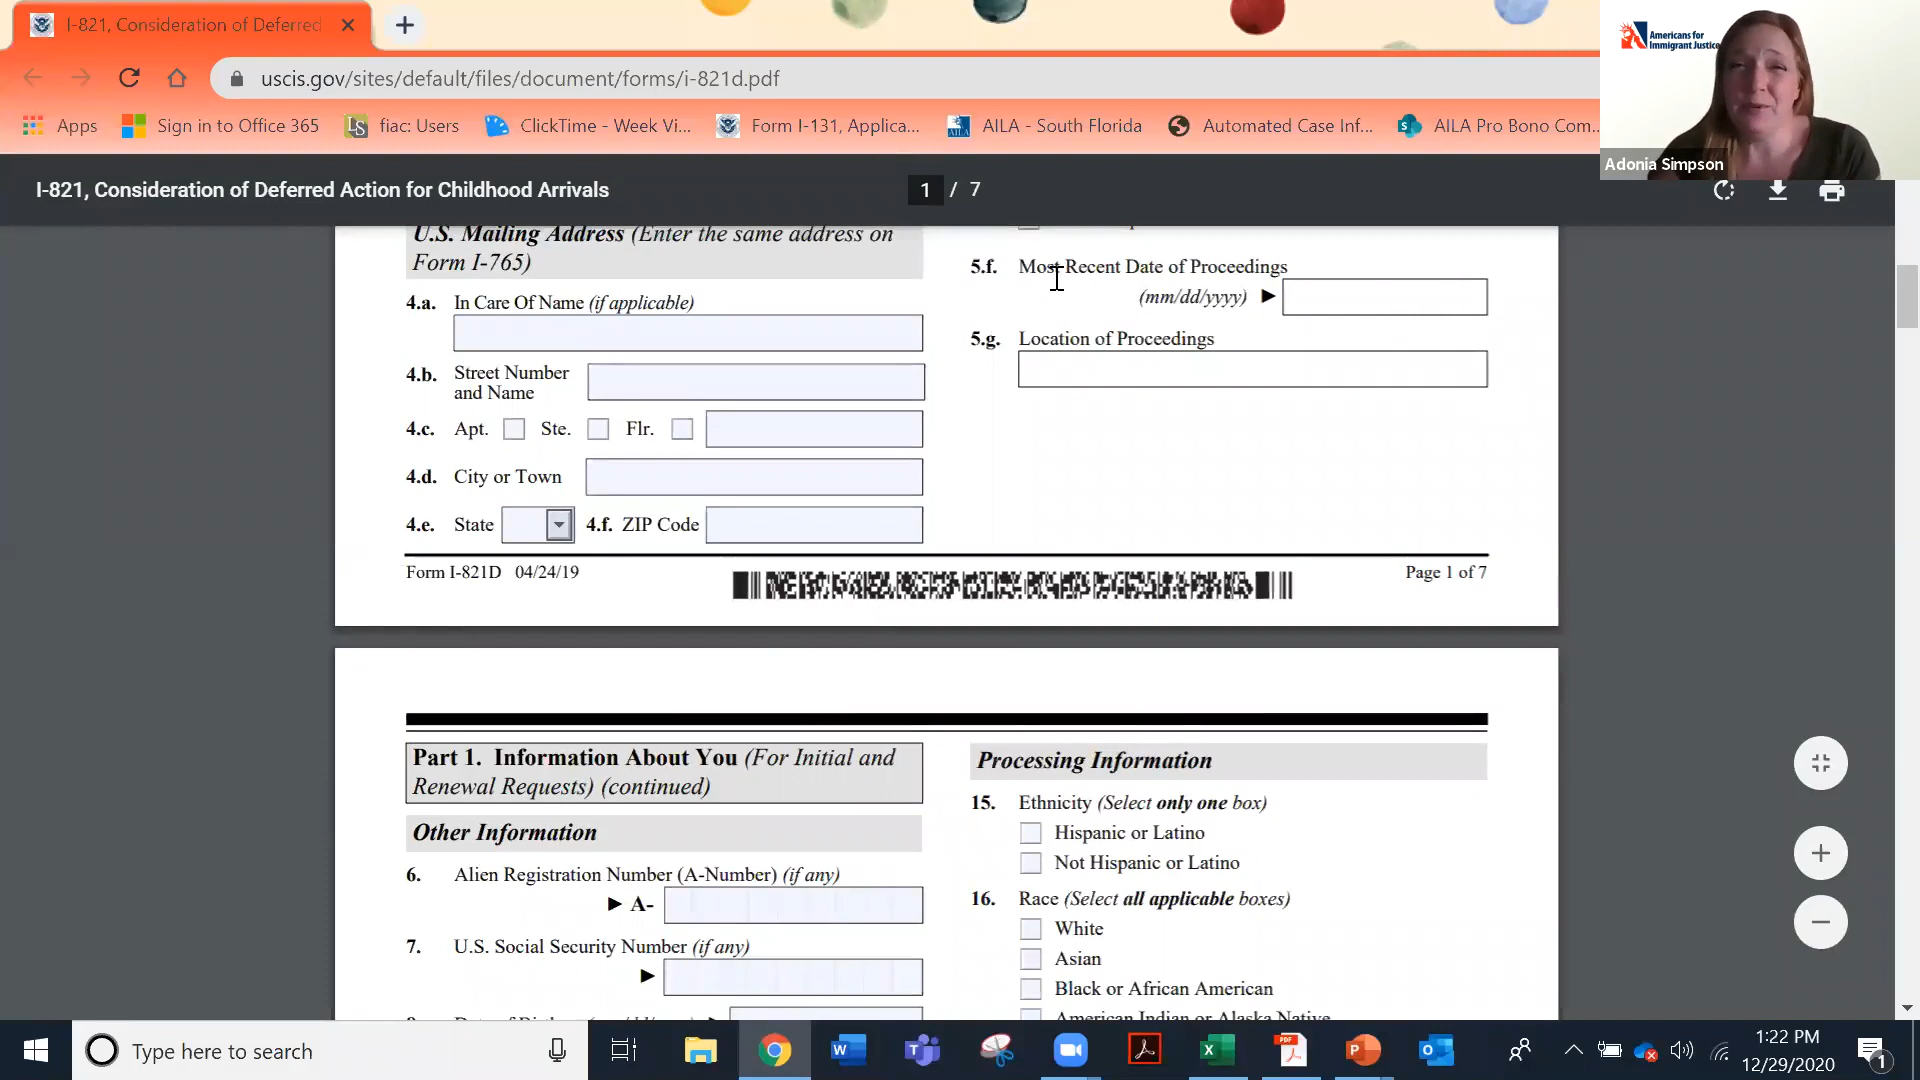 I-821, Consideration of Deferred
uscis.gov/sites/default/files/document/forms/i-821d.pdf
Apps
Sign in to Office 365
LS
fiac: Users
ClickTime - Week Vi...
Form I-131, Applica...
AILA
AILA - South Florida
Automated Case Inf...
AILA Pro Bono Com...
Americans for
Immigrant Justice
Adonia Simpson
I-821, Consideration of Deferred Action for Childhood Arrivals
1 / 7
U.S. Mailing Address (Enter the same address on
Form I-765)
4.a. In Care Of Name (if applicable)
4.b. Street Number
and Name
4.c. Apt. Ste. Flr.
4.d. City or Town
4.e. State 4.f. ZIP Code
5.f. Most Recent Date of Proceedings
(mm/dd/yyyy)
5.g. Location of Proceedings
Form I-821D 04/24/19
Page 1 of 7
Part 1. Information About You (For Initial and
Renewal Requests) (continued)
Other Information
6. Alien Registration Number (A-Number) (if any)
A-
7. U.S. Social Security Number (if any)
Processing Information
15. Ethnicity (Select only one box)
Hispanic or Latino
Not Hispanic or Latino
16. Race (Select all applicable boxes)
White
Asian
Black or African American
American Indian or Alaska Native
Type here to search
1:22 PM
12/29/2020
1